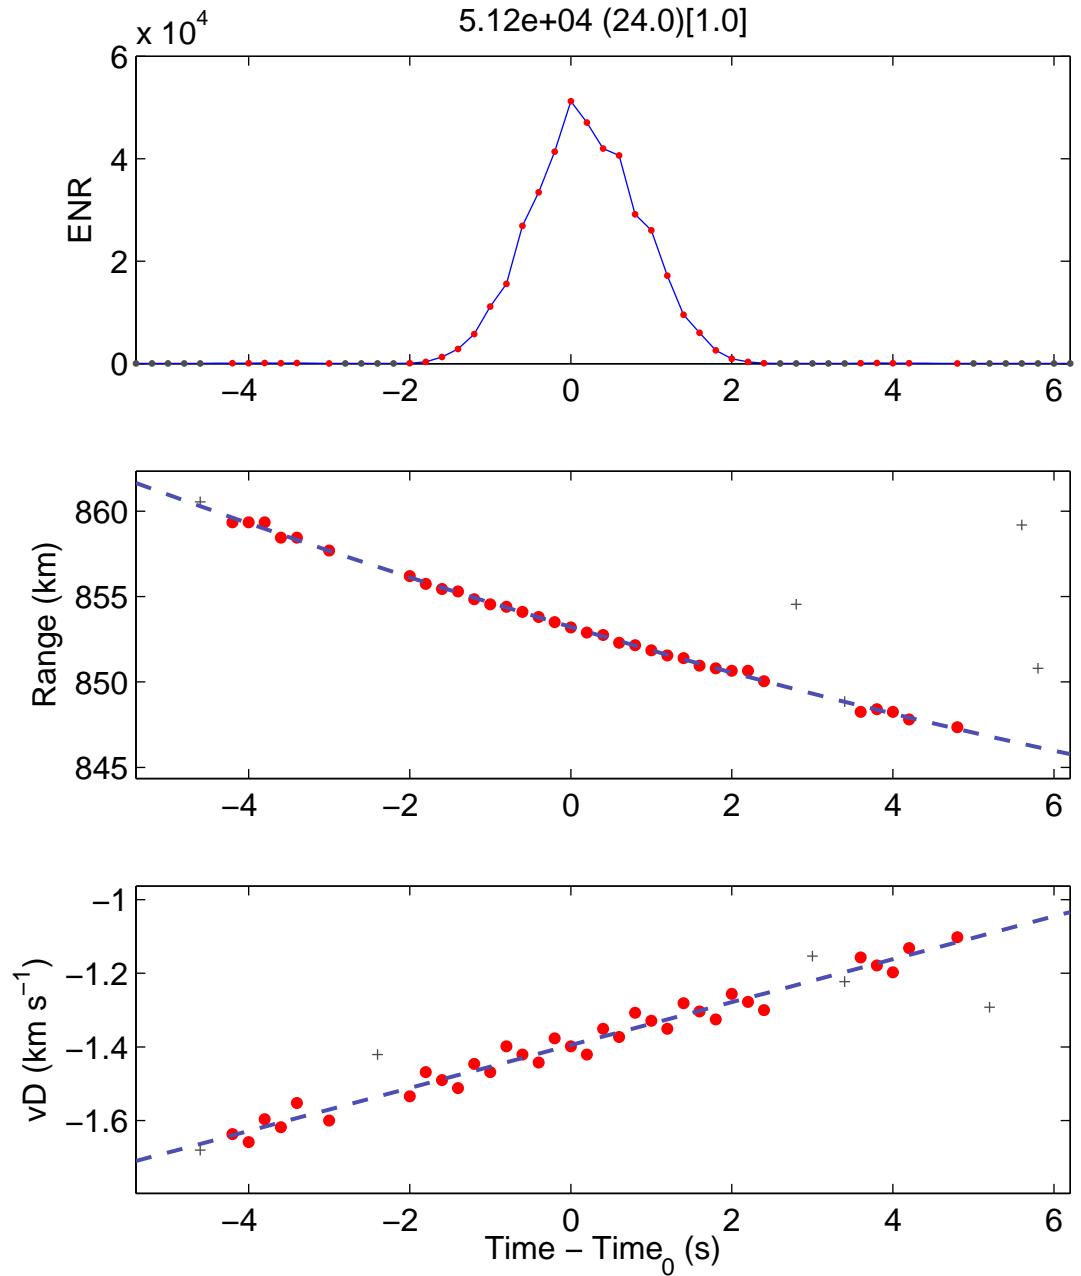 5.12e+04 (24.0)[1.0]
x 10^4
6
4
2
0
ENR
−4 −2 0 2 4 6
860
855
850
845
Range (km)
−4 −2 0 2 4 6
−1
−1.2
−1.4
−1.6
vD (km s^−1)
−4 −2 0 2 4 6
Time − Time_0 (s)